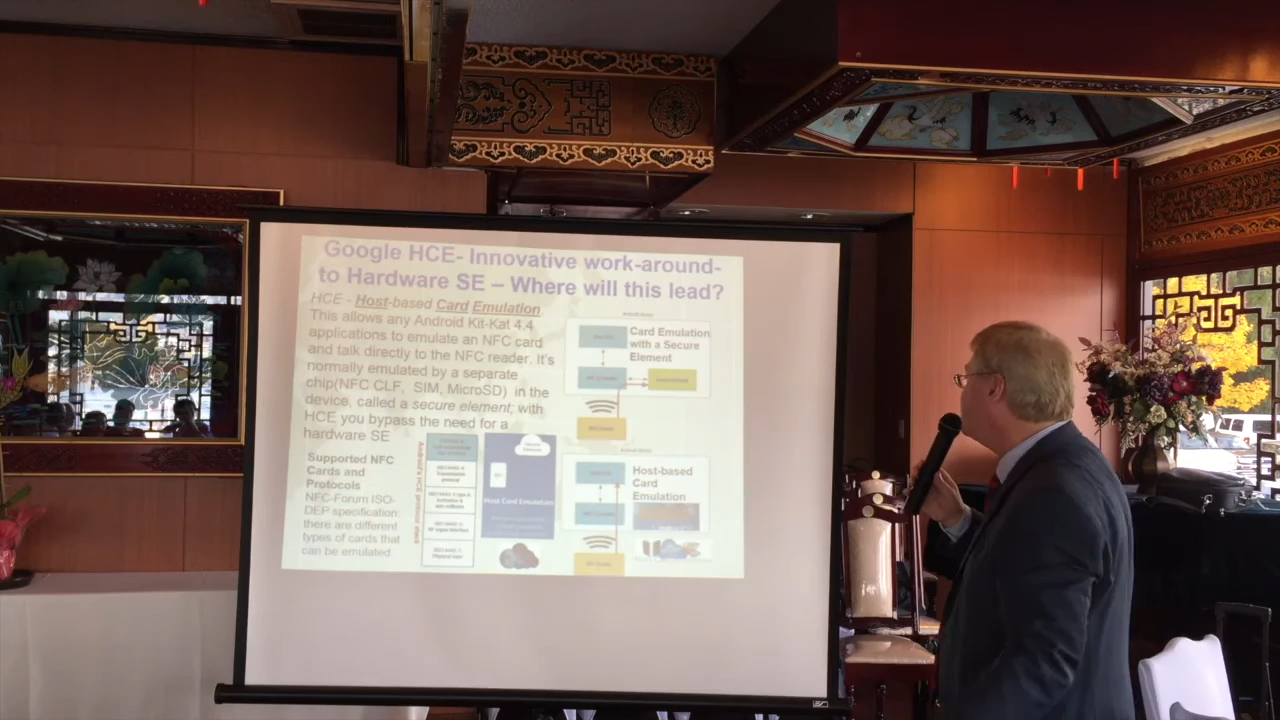 Google HCE- Innovative work-around-
to Hardware SE – Where will this lead?
HCE - Host-based Card Emulation
This allows any Android Kit-Kat 4.4
applications to emulate an NFC card
and talk directly to the NFC reader. It's
normally emulated by a separate
chip(NFC CLF, SIM, MicroSD) in the
device, called a secure element; with
HCE you bypass the need for a
hardware SE
Supported NFC
Cards and
Protocols
NFC-Forum ISO-
DEP specification:
there are different
types of cards that
can be emulated
Android's HCE protocol stack
Host Card Emulation
Card Emulation
with a Secure
Element
Host-based
Card
Emulation